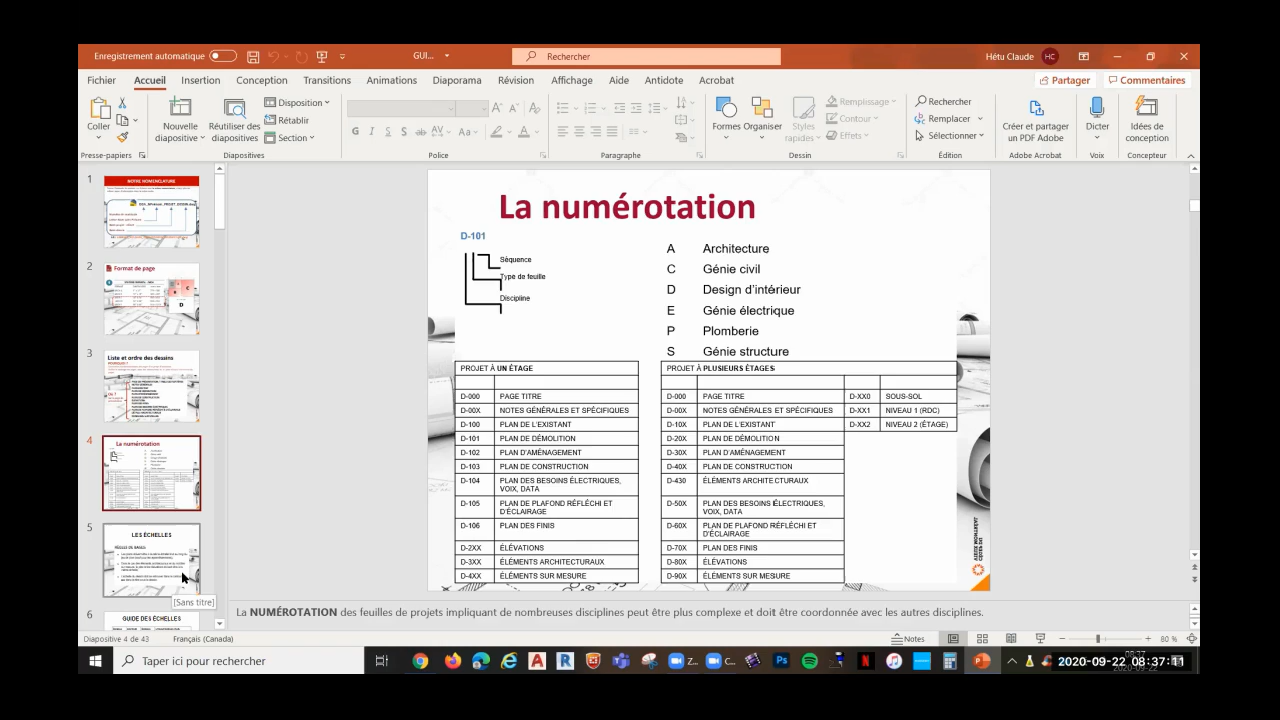 Enregistrement automatique
GUI...
Rechercher
Hétu Claude
HC
Fichier
Accueil
Insertion
Conception
Transitions
Animations
Diaporama
Révision
Affichage
Aide
Antidote
Acrobat
Partager
Commentaires
Coller
Nouvelle diapositive
Réutiliser des diapositives
Disposition
Rétablir
Section
Formes
Organiser
Styles rapides
Remplissage
Contour
Effets
Rechercher
Remplacer
Sélectionner
Créer et partager un PDF Adobe
Dicter
Idées de conception
Presse-papiers
Diapositives
Police
Paragraphe
Dessin
Édition
Adobe Acrobat
Voix
Concepteur
1
NOTRE NOMENCLATURE
2
Format de page
3
Liste et ordre des dessins
4
La numérotation
5
LES ÉCHELLES
[Sans titre]
6
GUIDE DES ÉCHELLES
La numérotation
D-101
Séquence
Type de feuille
Discipline
A Architecture
C Génie civil
D Design d'intérieur
E Génie électrique
P Plomberie
S Génie structure
PROJET À UN ÉTAGE
D-000 PAGE TITRE
D-00X NOTES GÉNÉRALES ET SPÉCIFIQUES
D-100 PLAN DE L'EXISTANT
D-101 PLAN DE DÉMOLITION
D-102 PLAN D'AMÉNAGEMENT
D-103 PLAN DE CONSTRUCTION
D-104 PLAN DES BESOINS ÉLECTRIQUES,
VOIX, DATA
D-105 PLAN DE PLAFOND RÉFLÉCHI ET
D'ÉCLAIRAGE
D-106 PLAN DES FINIS
D-2XX ÉLÉVATIONS
D-3XX ÉLÉMENTS ARCHITECTURAUX
D-4XX ÉLÉMENTS SUR MESURE
PROJET À PLUSIEURS ÉTAGES
D-000 PAGE TITRE D-XX0 SOUS-SOL
D-00X NOTES GÉNÉRALES ET SPÉCIFIQUES D-XX1 NIVEAU 1 (RDC)
D-10X PLAN DE L'EXISTANT D-XX2 NIVEAU 2 (ÉTAGE)
D-20X PLAN DE DÉMOLITION
D-30X PLAN D'AMÉNAGEMENT
D-40X PLAN DE CONSTRUCTION
D-430 ÉLÉMENTS ARCHITECTURAUX
D-50X PLAN DES BESOINS ÉLECTRIQUES,
VOIX, DATA
D-60X PLAN DE PLAFOND RÉFLÉCHI ET
D'ÉCLAIRAGE
D-70X PLAN DES FINIS
D-80X ÉLÉVATIONS
D-90X ÉLÉMENTS SUR MESURE
La NUMÉROTATION des feuilles de projets impliquant de nombreuses disciplines peut être plus complexe et doit être coordonnée avec les autres disciplines.
Diapositive 4 de 43
Français (Canada)
Notes
80 %
Taper ici pour rechercher
Z...
C...
2020-09-22 08:37:11